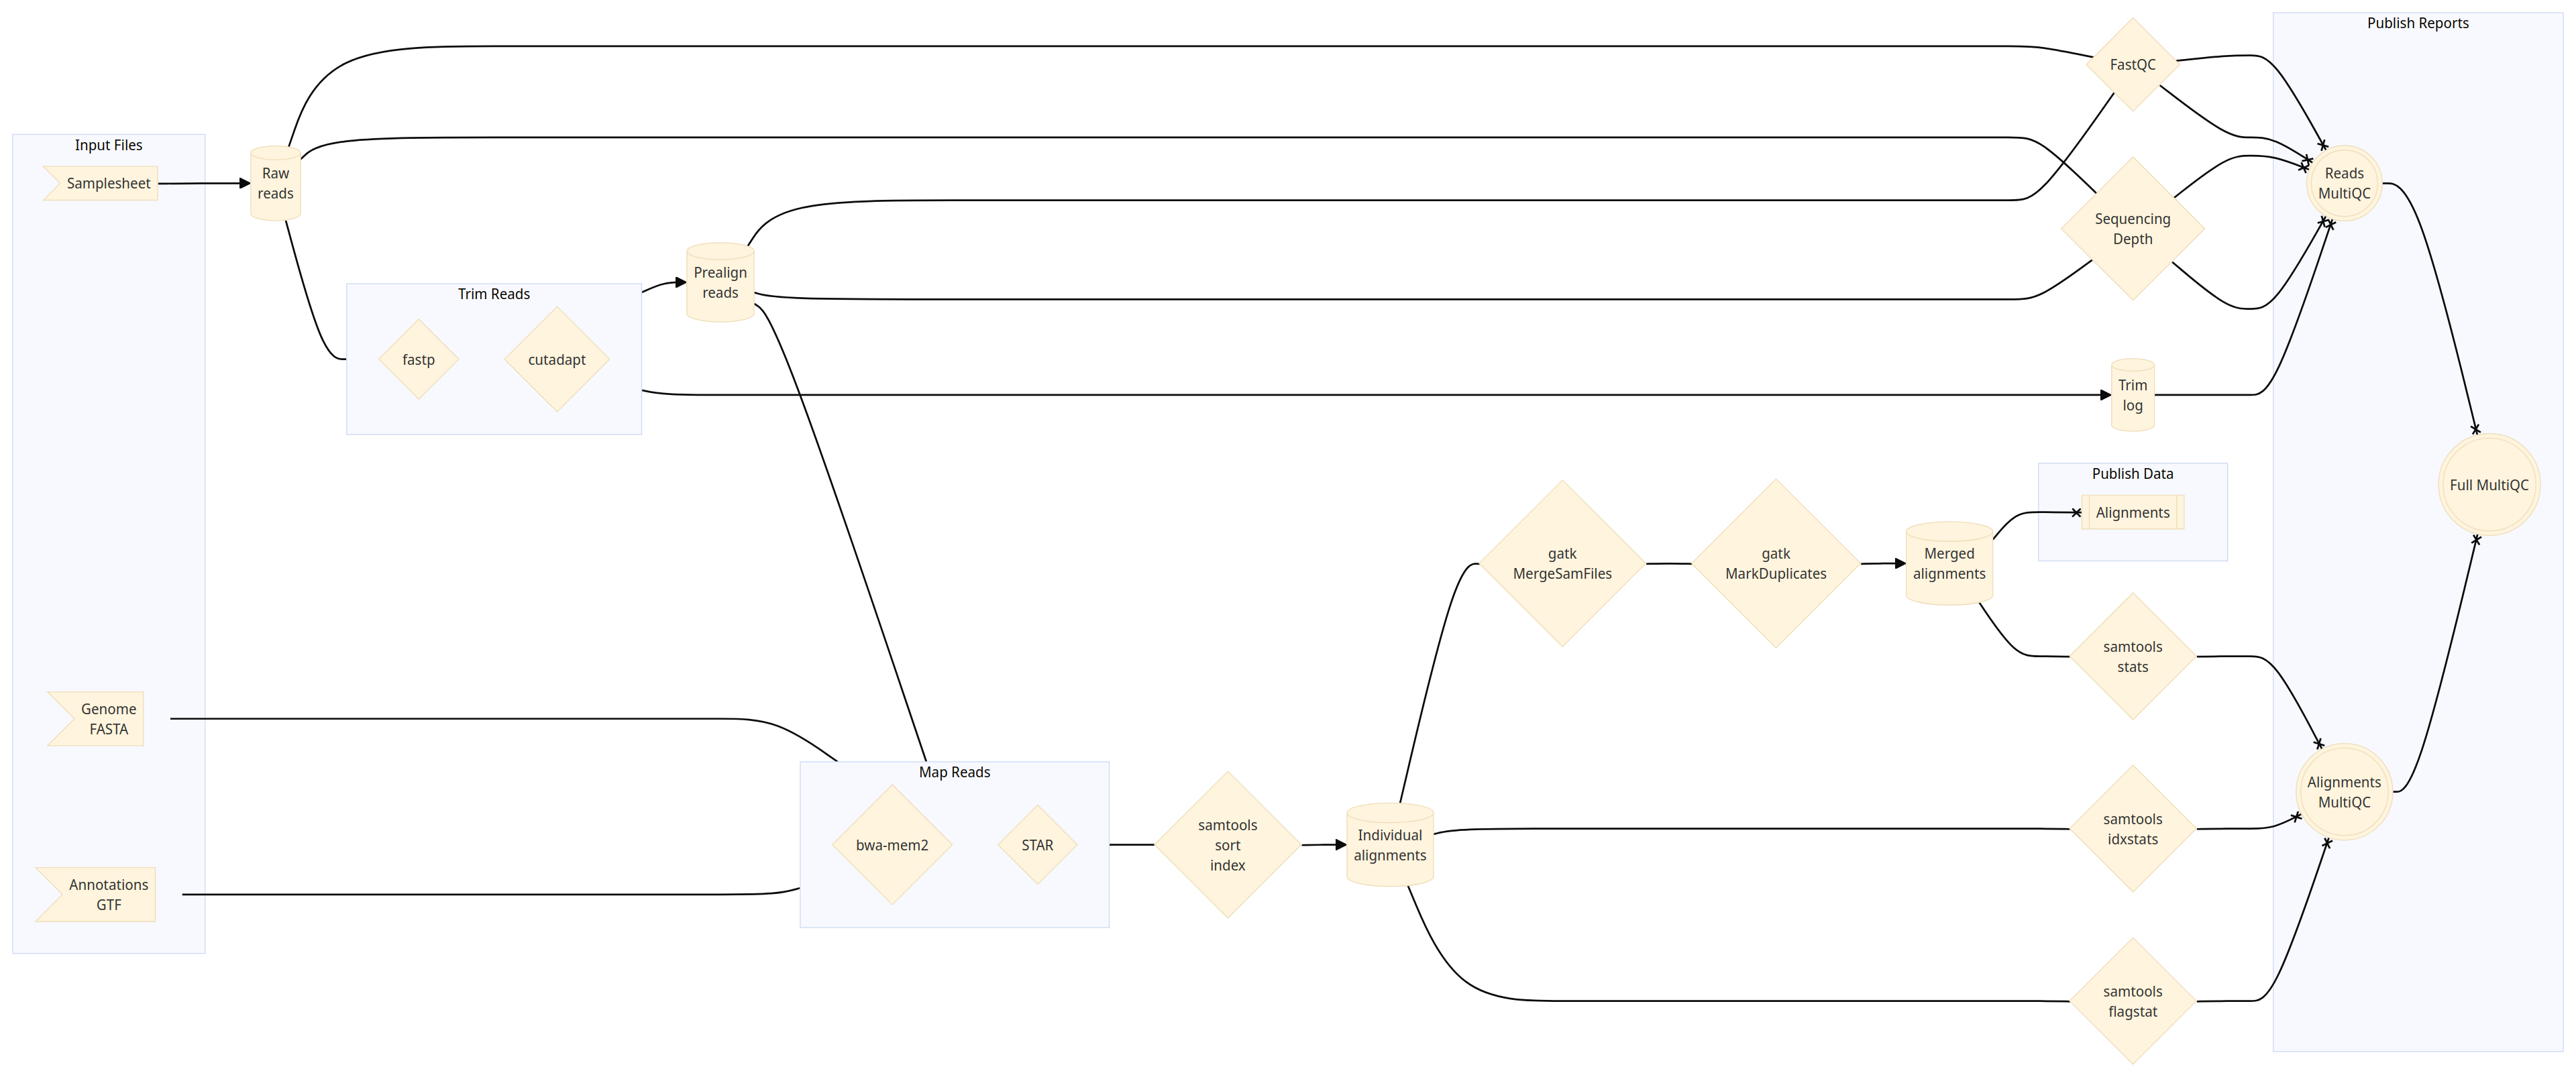 Publish Reports
FastQC
Input Files
Samplesheet
Raw
reads
Reads
MultiQC
Sequencing
Depth
Prealign
reads
Trim Reads
fastp
cutadapt
Trim
log
Publish Data
Alignments
Full MultiQC
gatk
MergeSamFiles
gatk
MarkDuplicates
Merged
alignments
samtools
stats
Genome
FASTA
Map Reads
bwa-mem2
STAR
samtools
sort
index
Individual
alignments
samtools
idxstats
Alignments
MultiQC
Annotations
GTF
samtools
flagstat